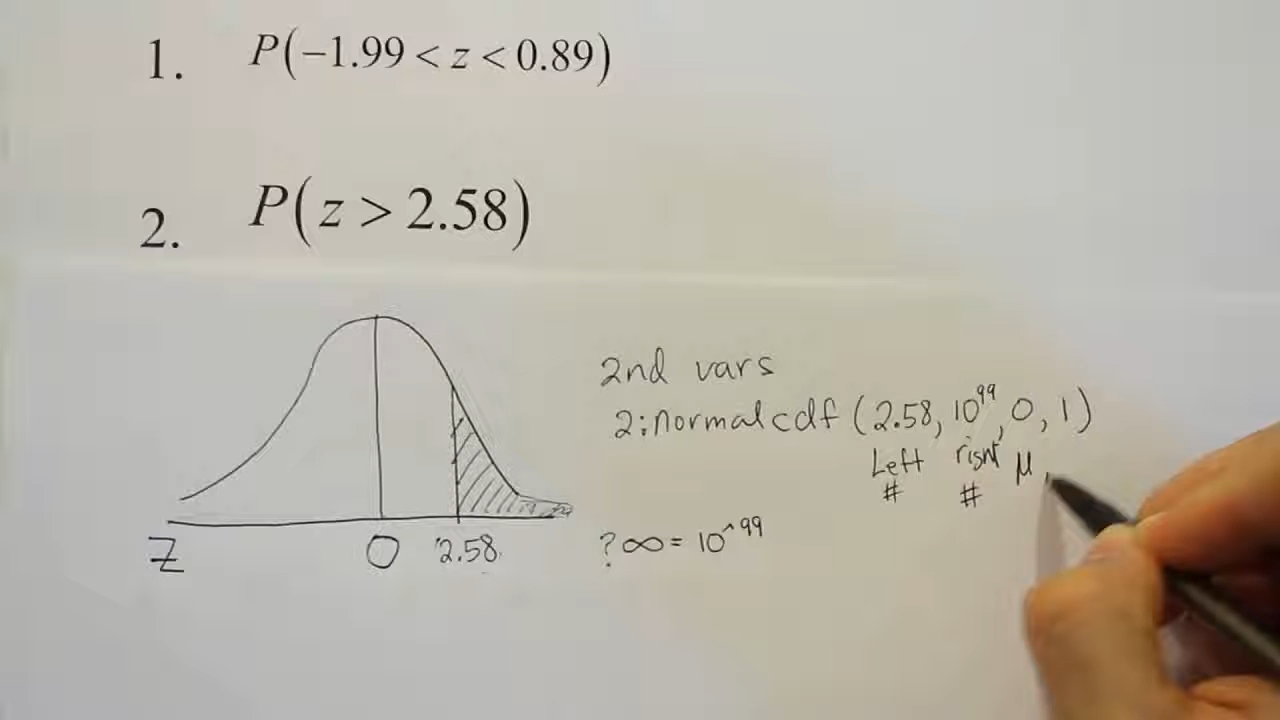 1. P(−1.99 < z < 0.89)
2. P(z > 2.58)
2nd vars
2:normalcdf (2.58, 10^99, 0, 1)
Left right μ
# #
Z 0 2.58
? ∞ = 10^99